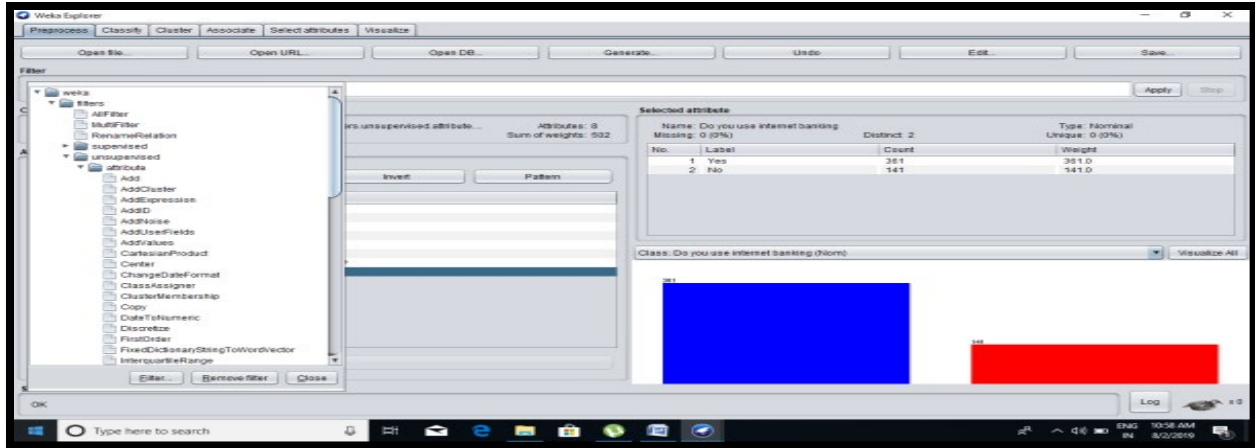 Weka Explorer
Preprocess Classify Cluster Associate Select attributes Visualize
Open file... Open URL... Open DB... Generate... Undo Edit... Save...
Filter
Apply Stop
weka
filters
AllFilter
MultiFilter
RenameRelation
supervised
unsupervised
attribute
Add
AddCluster
AddExpression
AddID
AddNoise
AddUserFields
AddValues
CartesianProduct
Center
ChangeDateFormat
ClassAssigner
ClusterMembership
Copy
DateToNumeric
Discretize
FirstOrder
FixedDictionaryStringToWordVector
InterquartileRange
Filter... Remove filter Close
ers.unsupervised.attribute... Attributes: 8
Sum of weights: 502
Invert Pattern
Selected attribute
Name: Do you use internet banking Type: Nominal
Missing: 0 (0%) Distinct: 2 Unique: 0 (0%)
No. Label Count Weight
1 Yes 361 361.0
2 No 141 141.0
Class: Do you use internet banking (Nom) Visualize All
361
OK
Log x 0
Type here to search
ENG 10:58 AM
IN 8/2/2019